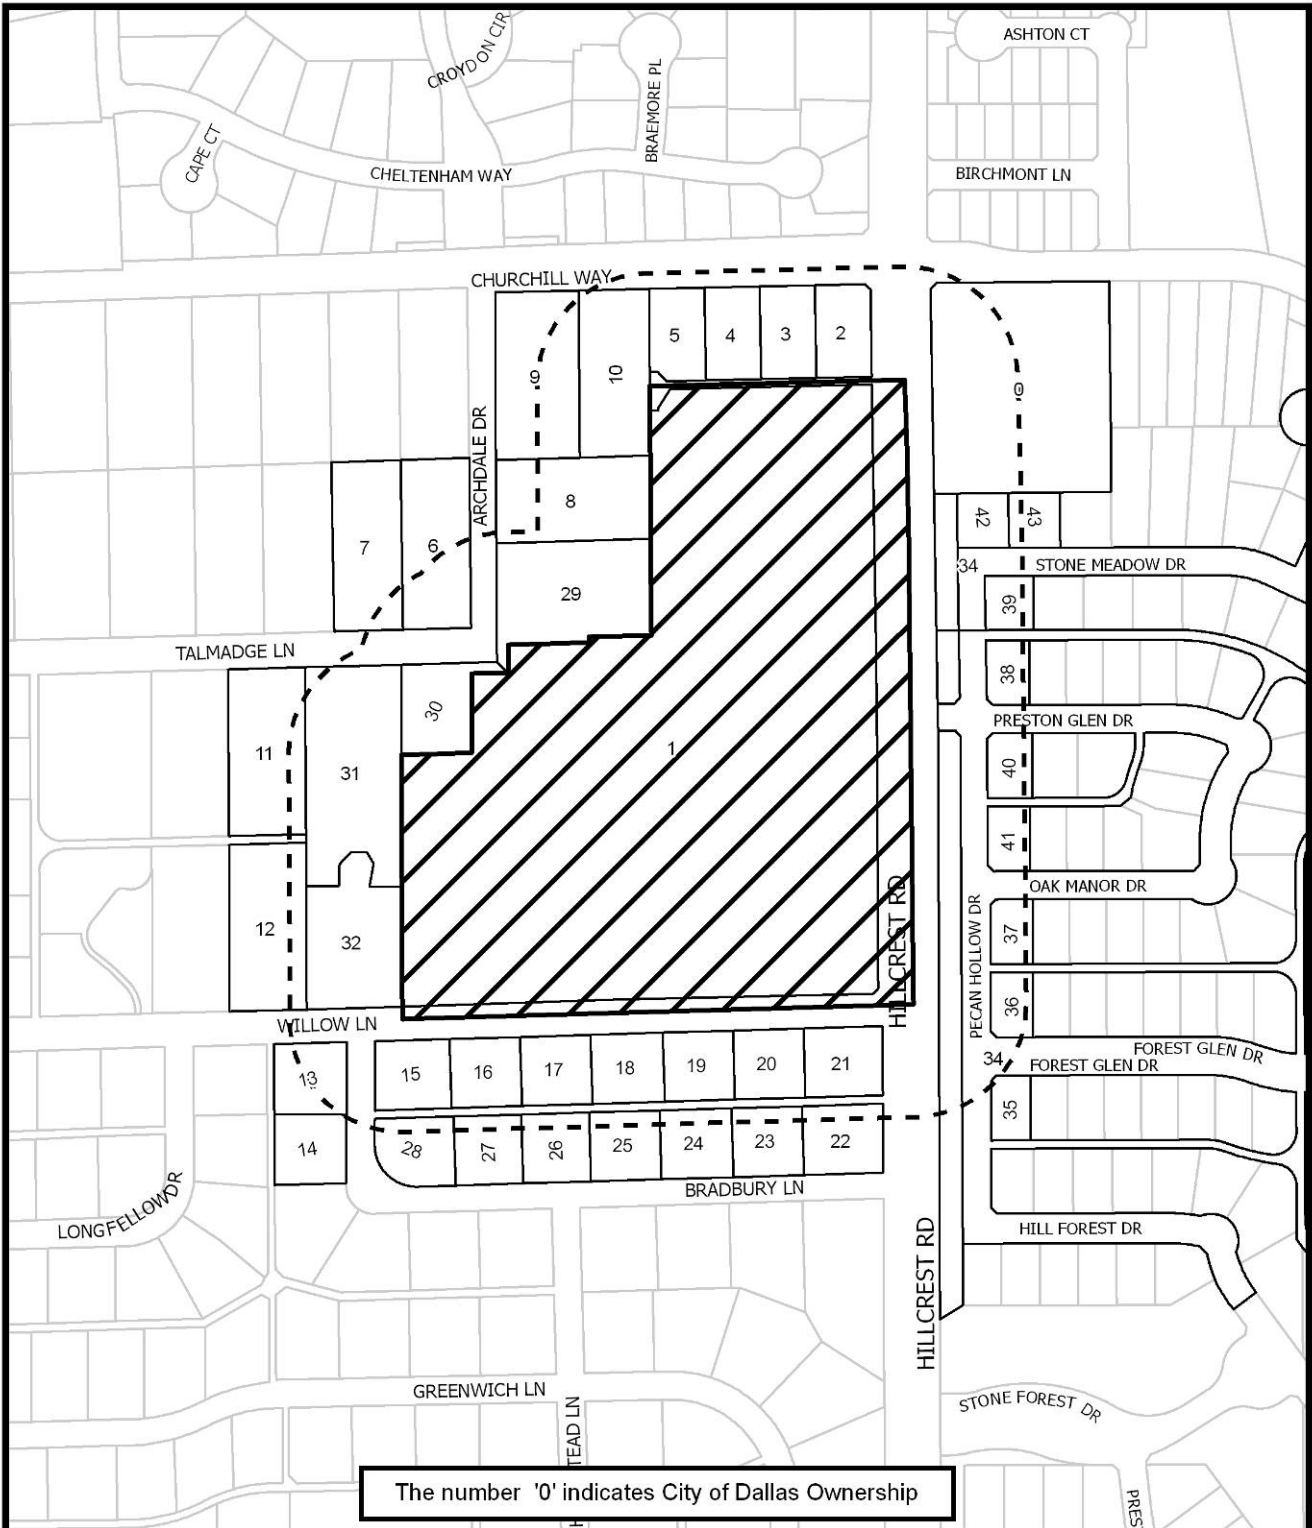 CROYDON CIR
ASHTON CT
BRAEMORE PL
CAPE CT
CHELTENHAM WAY
BIRCHMONT LN
CHURCHILL WAY
5
4
3
2
9
10
0
ARCHDALE DR
8
7
6
42
43
34
STONE MEADOW DR
29
39
TALMADGE LN
38
30
PRESTON GLEN DR
11
31
1
40
41
OAK MANOR DR
HILLCREST RD
PECAN HOLLOW DR
12
32
37
36
WILLOW LN
34
FOREST GLEN DR
FOREST GLEN DR
13
15
16
17
18
19
20
21
35
14
28
27
26
25
24
23
22
BRADBURY LN
LONGFELLOW DR
HILL FOREST DR
HILLCREST RD
GREENWICH LN
STONE FOREST DR
TEAD LN
PRES
The number '0' indicates City of Dallas Ownership